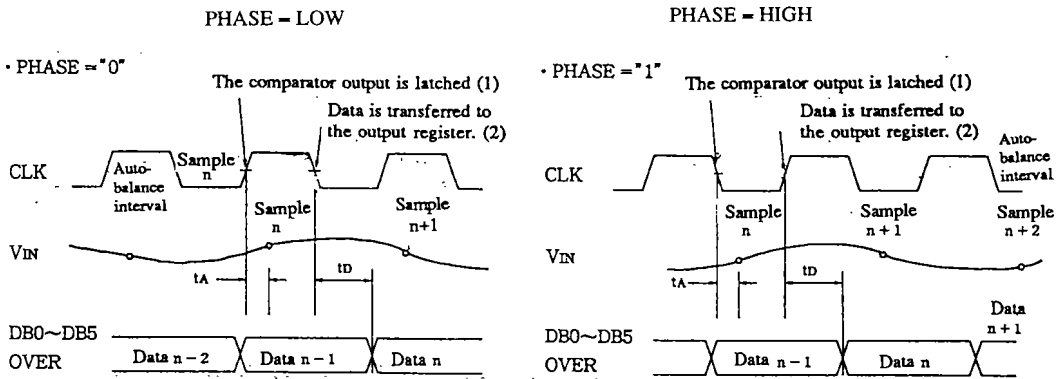 PHASE = LOW
· PHASE = "0"
The comparator output is latched (1)
Data is transferred to
the output register. (2)
CLK
Auto-
balance
interval
Sample
n
Sample
n
Sample
n+1
VIN
tA
tD
DB0~DB5
OVER
Data n – 2
Data n – 1
Data n
PHASE = HIGH
· PHASE = "1"
The comparator output is latched (1)
Data is transferred to
the output register. (2)
CLK
Auto-
balance
interval
Sample
n
Sample
n + 1
Sample
n + 2
VIN
tA
tD
DB0~DB5
OVER
Data n – 1
Data n
Data
n + 1